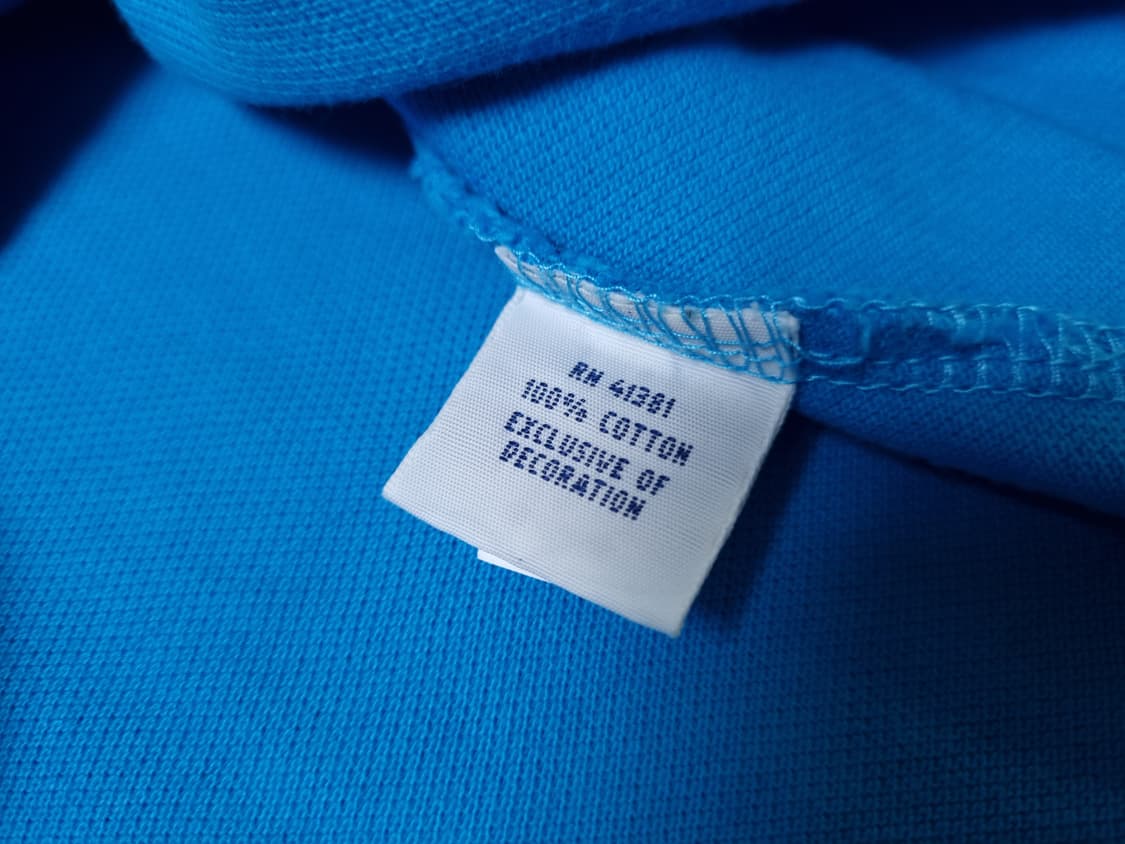 RN 41381
100% COTTON
EXCLUSIVE OF
DECORATION